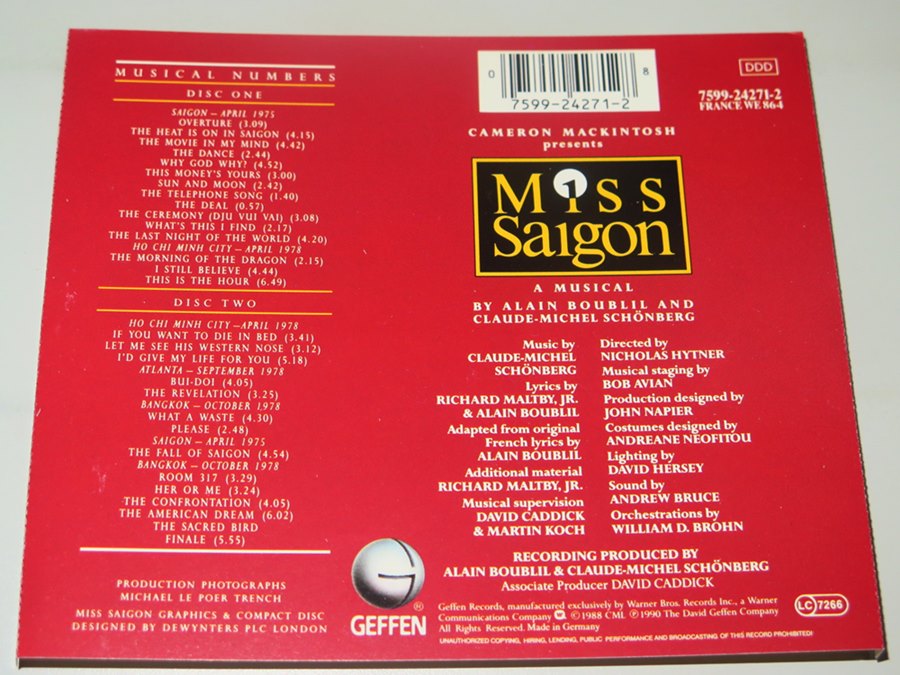 MUSICAL NUMBERS
DISC ONE
SAIGON – APRIL 1975
OVERTURE (3.09)
THE HEAT IS ON IN SAIGON (4.15)
THE MOVIE IN MY MIND (4.42)
THE DANCE (2.44)
WHY GOD WHY? (4.52)
THIS MONEY'S YOURS (3.00)
SUN AND MOON (2.42)
THE TELEPHONE SONG (1.40)
THE DEAL (0.57)
THE CEREMONY (DJU VUI VAI) (3.08)
WHAT'S THIS I FIND (2.17)
THE LAST NIGHT OF THE WORLD (4.20)
HO CHI MINH CITY – APRIL 1978
THE MORNING OF THE DRAGON (2.15)
I STILL BELIEVE (4.44)
THIS IS THE HOUR (6.49)
DISC TWO
HO CHI MINH CITY – APRIL 1978
IF YOU WANT TO DIE IN BED (3.41)
LET ME SEE HIS WESTERN NOSE (3.12)
I'D GIVE MY LIFE FOR YOU (5.18)
ATLANTA – SEPTEMBER 1978
BUI-DOI (4.05)
THE REVELATION (3.25)
BANGKOK – OCTOBER 1978
WHAT A WASTE (4.30)
PLEASE (2.48)
SAIGON – APRIL 1975
THE FALL OF SAIGON (4.54)
BANGKOK – OCTOBER 1978
ROOM 317 (3.29)
HER OR ME (3.24)
THE CONFRONTATION (4.05)
THE AMERICAN DREAM (6.02)
THE SACRED BIRD
FINALE (5.55)
PRODUCTION PHOTOGRAPHS
MICHAEL LE POER TRENCH
MISS SAIGON GRAPHICS & COMPACT DISC
DESIGNED BY DEWYNTERS PLC LONDON
0 7599-24271-2 8
DDD
7599-24271-2
FRANCE WE 864
CAMERON MACKINTOSH
presents
MISS
Saigon
A MUSICAL
BY ALAIN BOUBLIL AND
CLAUDE-MICHEL SCHÖNBERG
Music by
CLAUDE-MICHEL
SCHÖNBERG
Lyrics by
RICHARD MALTBY, JR.
& ALAIN BOUBLIL
Adapted from original
French lyrics by
ALAIN BOUBLIL
Additional material
RICHARD MALTBY, JR.
Musical supervision
DAVID CADDICK
& MARTIN KOCH
Directed by
NICHOLAS HYTNER
Musical staging by
BOB AVIAN
Production designed by
JOHN NAPIER
Costumes designed by
ANDREANE NEOFITOU
Lighting by
DAVID HERSEY
Sound by
ANDREW BRUCE
Orchestrations by
WILLIAM D. BROHN
RECORDING PRODUCED BY
ALAIN BOUBLIL & CLAUDE-MICHEL SCHÖNBERG
Associate Producer DAVID CADDICK
GEFFEN ®
Geffen Records, manufactured exclusively by Warner Bros. Records Inc., a Warner
Communications Company ©1988 CML ℗1990 The David Geffen Company
All Rights Reserved. Made in Germany
UNAUTHORIZED COPYING, HIRING, LENDING, PUBLIC PERFORMANCE AND BROADCASTING OF THIS RECORD PROHIBITED!
LC 7266